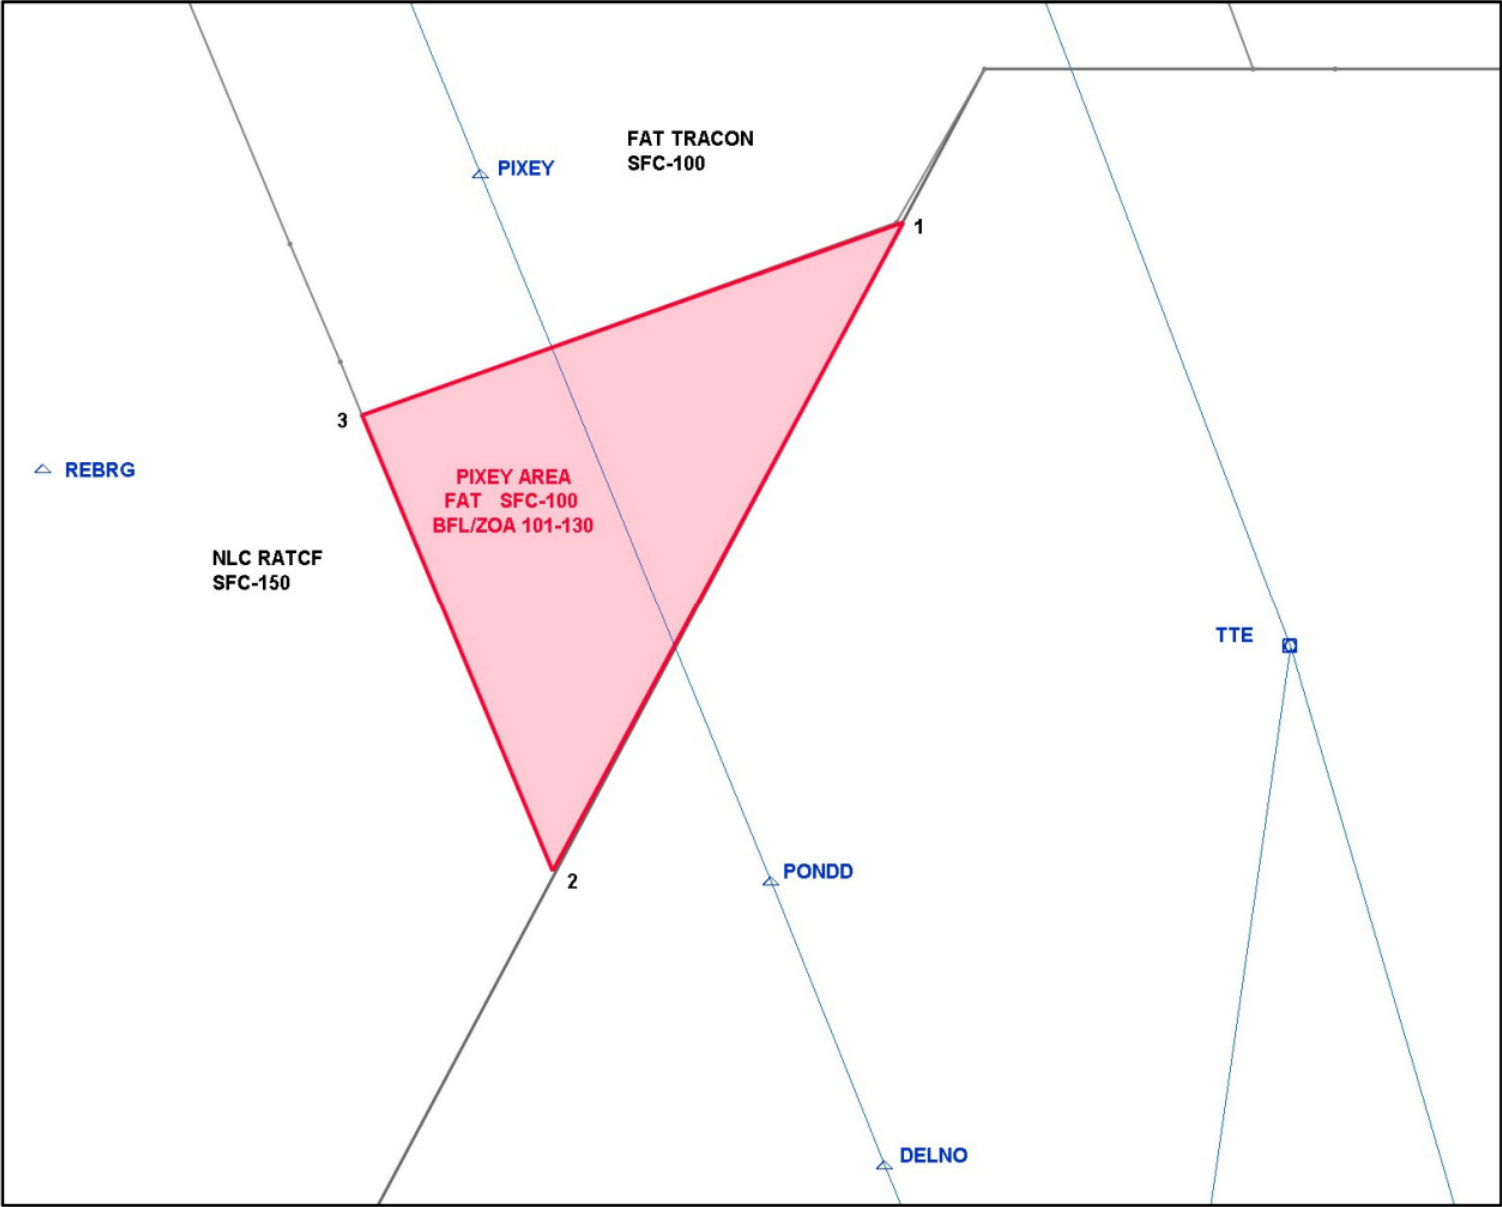 FAT TRACON
SFC-100
PIXEY
1
3
REBRG
PIXEY AREA
FAT SFC-100
BFL/ZOA 101-130
NLC RATCF
SFC-150
TTE
PONDD
2
DELNO